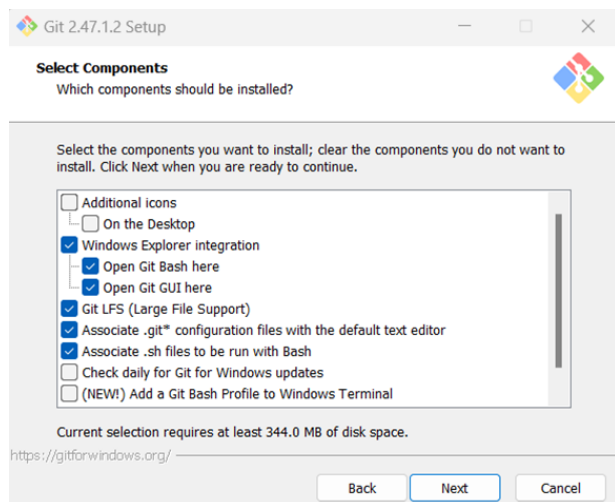 Git 2.47.1.2 Setup
Select Components
Which components should be installed?
Select the components you want to install; clear the components you do not want to
install. Click Next when you are ready to continue.
Additional icons
On the Desktop
Windows Explorer integration
Open Git Bash here
Open Git GUI here
Git LFS (Large File Support)
Associate .git* configuration files with the default text editor
Associate .sh files to be run with Bash
Check daily for Git for Windows updates
(NEW!) Add a Git Bash Profile to Windows Terminal
Current selection requires at least 344.0 MB of disk space.
https://gitforwindows.org/
Back Next Cancel